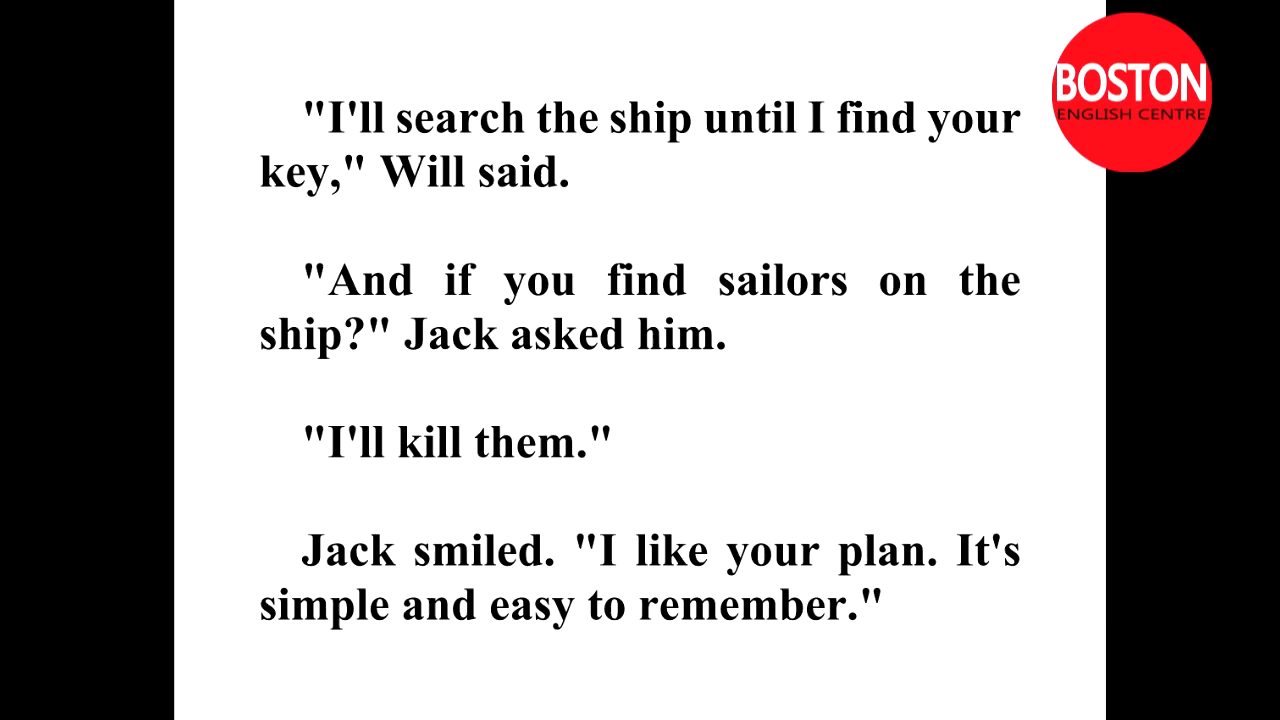 BOSTON
ENGLISH CENTRE
"I'll search the ship until I find your
key," Will said.
"And if you find sailors on the
ship?" Jack asked him.
"I'll kill them."
Jack smiled. "I like your plan. It's
simple and easy to remember."